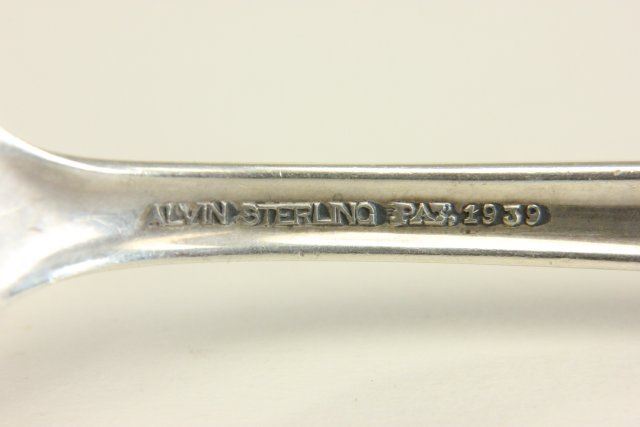 ALVIN STERLING PAT. 1939